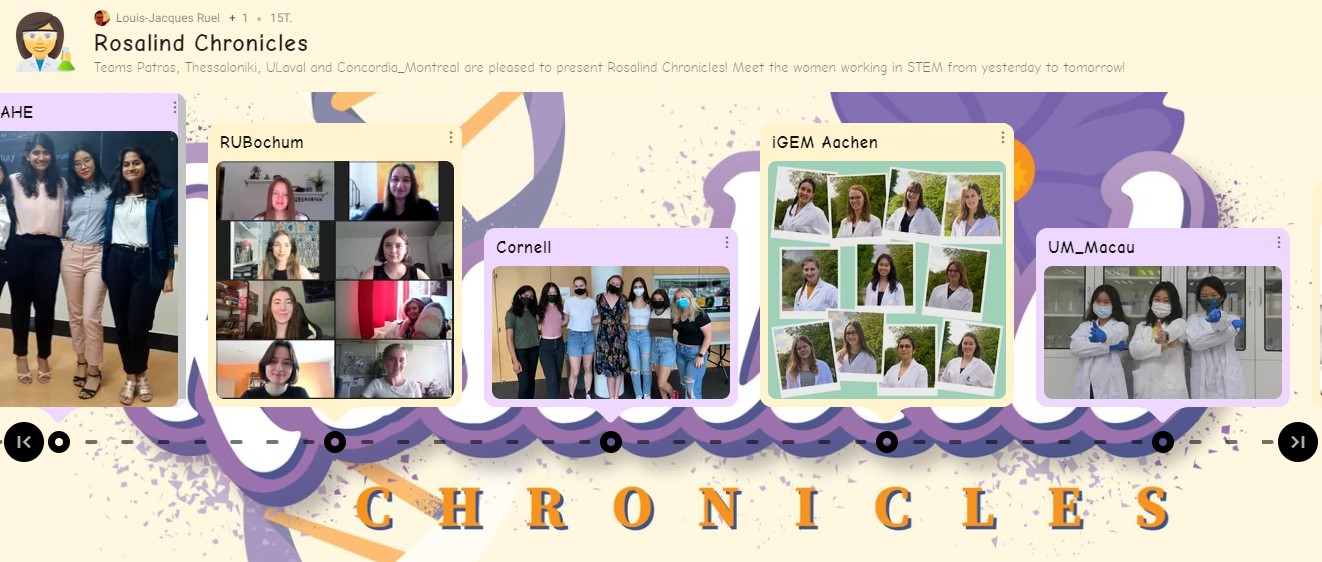 Louis-Jacques Ruel + 1 • 15T.
Rosalind Chronicles
Teams Patras, Thessaloniki, ULaval and Concordia_Montreal are pleased to present Rosalind Chronicles! Meet the women working in STEM from yesterday to tomorrow!
AHE
RUBochum
iGEM Aachen
Cornell
UM_Macau
CHRONICLES